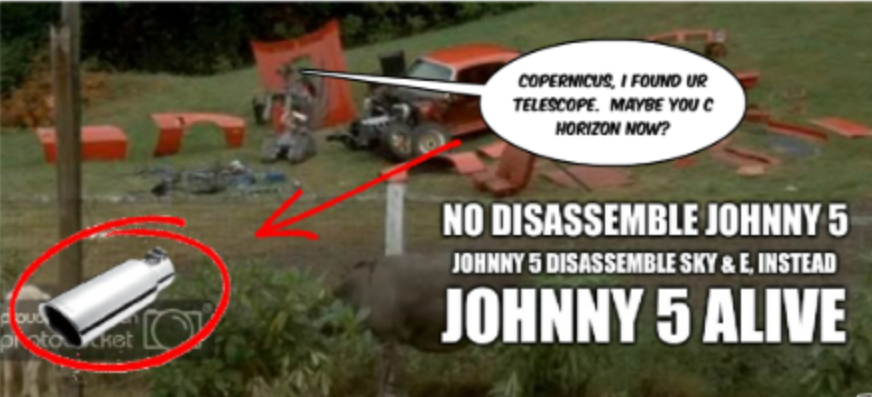 COPERNICUS, I FOUND UR
TELESCOPE. MAYBE YOU C
HORIZON NOW?
NO DISASSEMBLE JOHNNY 5
JOHNNY 5 DISASSEMBLE SKY & E, INSTEAD
JOHNNY 5 ALIVE